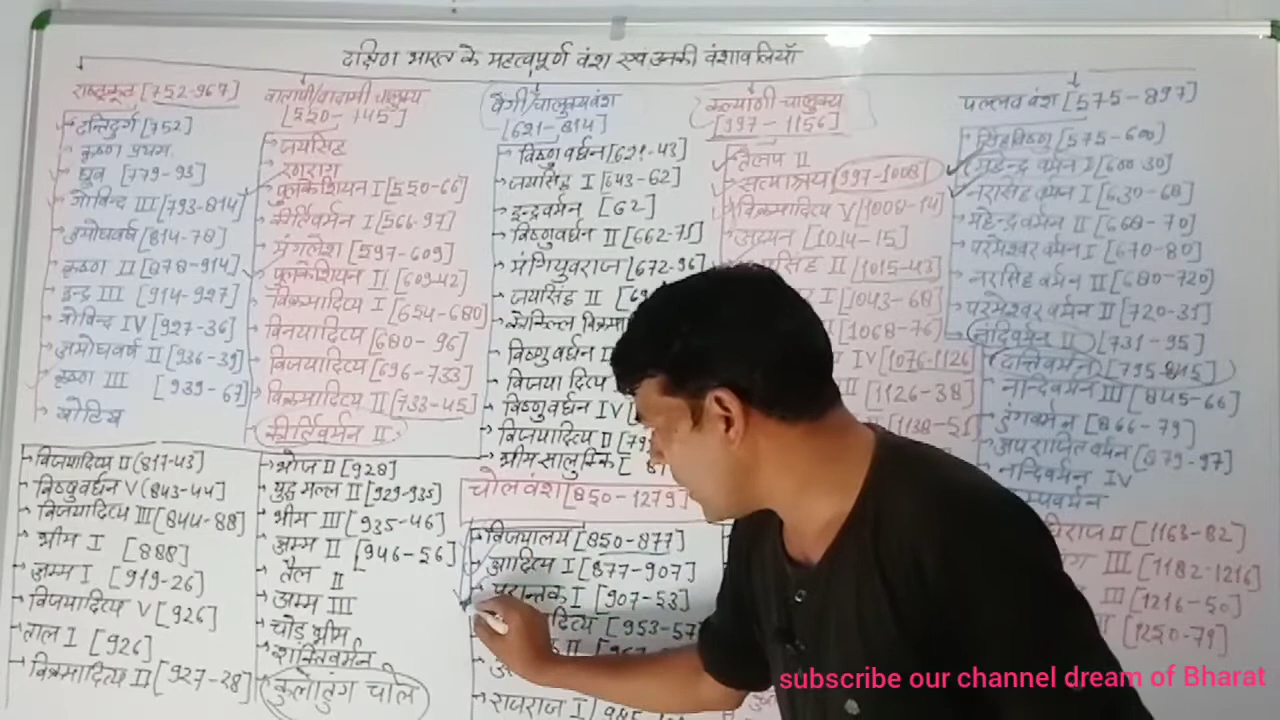 दक्षिण भारत के महत्वपूर्ण वंश एवं उनकी वंशावलियाँ
राष्ट्रकूट [752-967]
दन्तिदुर्ग [752]
कृष्ण प्रथम
ध्रुव [779-93]
गोविन्द III [793-814]
अमोघवर्ष [814-78]
कृष्ण II [878-914]
इन्द्र III [914-927]
गोविन्द IV [927-36]
अमोघवर्ष II [936-39]
कृष्ण III [939-67]
खोटिग
वातापी/बादामी चालुक्य
[550-745]
जयसिंह
रणराग
पुलकेशियन I [550-66]
कीर्तिवर्मन I [566-97]
मंगलेश [597-609]
पुलकेशियन II [609-42]
विक्रमादित्य I [654-680]
विनयादित्य [680-96]
विजयादित्य [696-733]
विक्रमादित्य II [733-45]
कीर्तिवर्मन II
वेंगी/चालुक्यवंश
[621-814]
विष्णुवर्धन [621-43]
जयसिंह I [643-62]
इन्द्रवर्मन [62]
विष्णुवर्धन II [662-75]
मंगियुवराज [672-96]
जयसिंह II
विष्णुवर्धन
विजयादित्य
विष्णुवर्धन IV
विजयादित्य II [79
भीम सालुक्कि [
कल्याणी चालुक्य
[997-1156]
तैलप II
सत्याश्रय [997-1008]
विक्रमादित्य V [1008-14]
अय्यन [1014-15]
सिंह II [1015-43]
I [1043-68]
[1068-76]
IV [1076-1126
[1126-38]
[1138-51]
पल्लव वंश [575-897]
सिंहविष्णु [575-600]
महेन्द्र वर्मन I [600-30]
नरसिंह वर्मन I [630-68]
महेन्द्र वर्मन II [668-70]
परमेश्वर वर्मन I [670-80]
नरसिंह वर्मन II [680-720]
परमेश्वर वर्मन II [720-31]
नंदिवर्मन II [731-95]
दन्तिवर्मन [795-845]
नान्दिवर्मन III [845-66]
अपराजितवर्मन [879-97]
नन्दिवर्मन IV
विजयादित्य II (817-43)
विष्णुवर्धन V (843-44)
विजयादित्य III [844-88]
भीम I [888]
अम्म I [919-26]
विजयादित्य V [926]
ताल I [926]
विक्रमादित्य II [927-28]
भोज II [928]
युद्ध मल्ल II [929-935]
भीम III [935-46]
अम्म II [946-56]
तैल II
अम्म III
चोड़ भीम
शक्तिवर्मन
कुलोतुंग चोल
चोल वंश [850-1279]
विजयालय [850-877]
आदित्य I [877-907]
परान्तक I [907-53]
दित्य [953-57]
राजराज I
धिराज II [1163-82]
III [1182-1216]
III [1216-50]
[1250-79]
subscribe our channel dream of Bharat